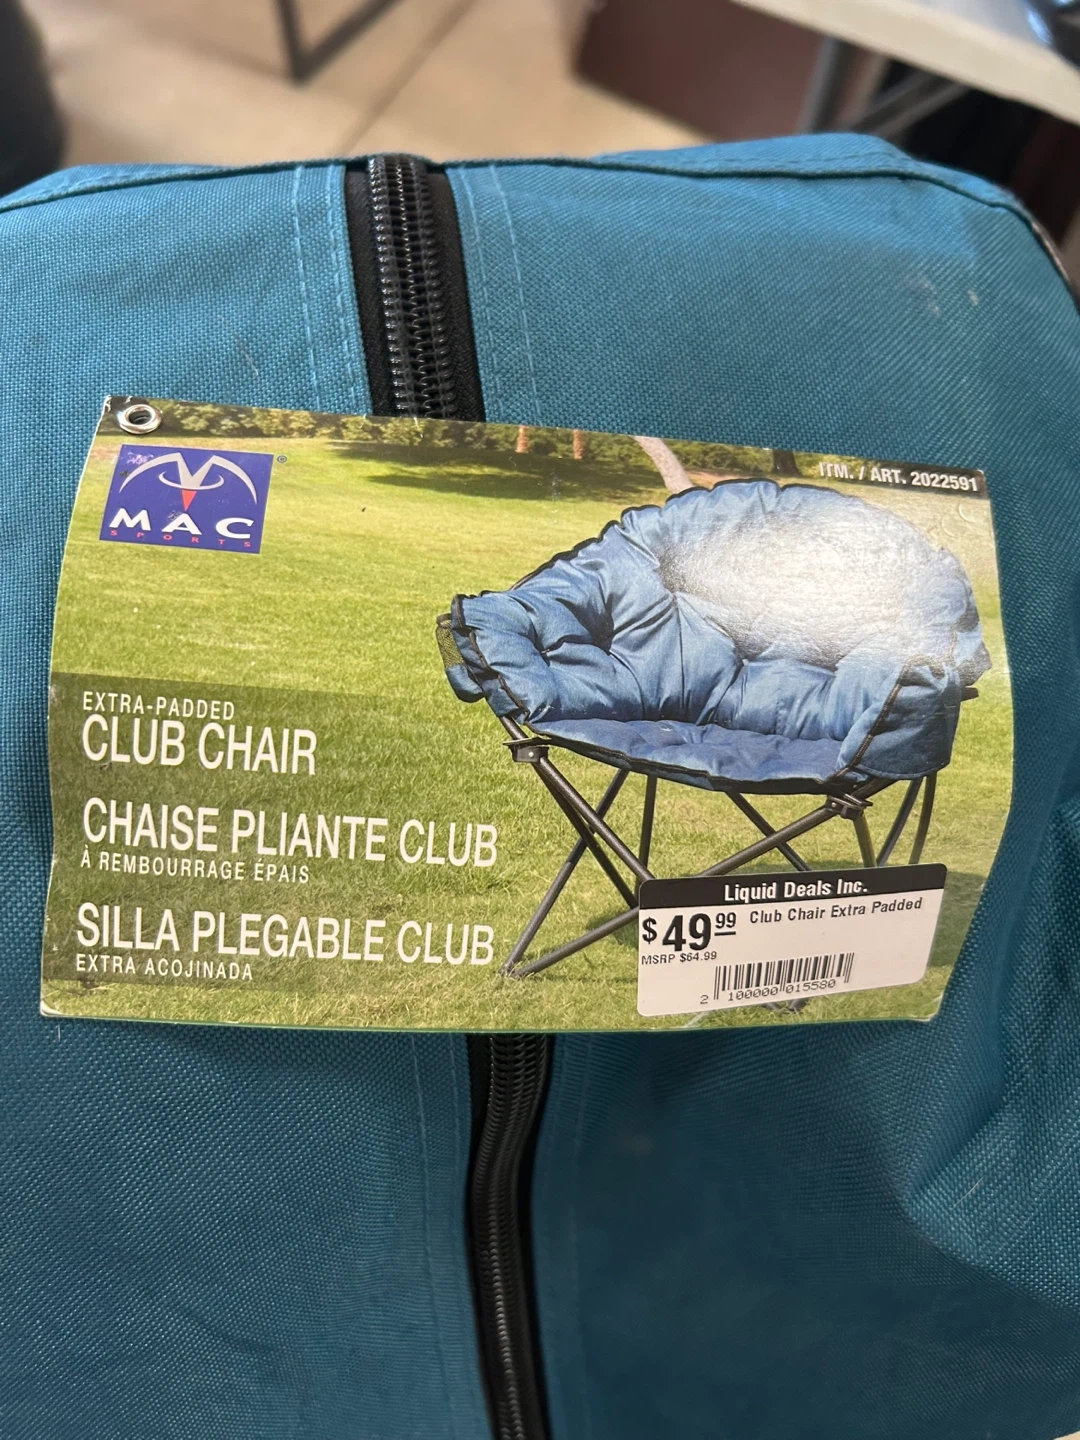 ITM. / ART. 2022591
MAC
SPORTS
®
EXTRA-PADDED
CLUB CHAIR
CHAISE PLIANTE CLUB
À REMBOURRAGE ÉPAIS
SILLA PLEGABLE CLUB
EXTRA ACOJINADA
Liquid Deals Inc.
$49.99 Club Chair Extra Padded
MSRP $64.99
2 100000 015580